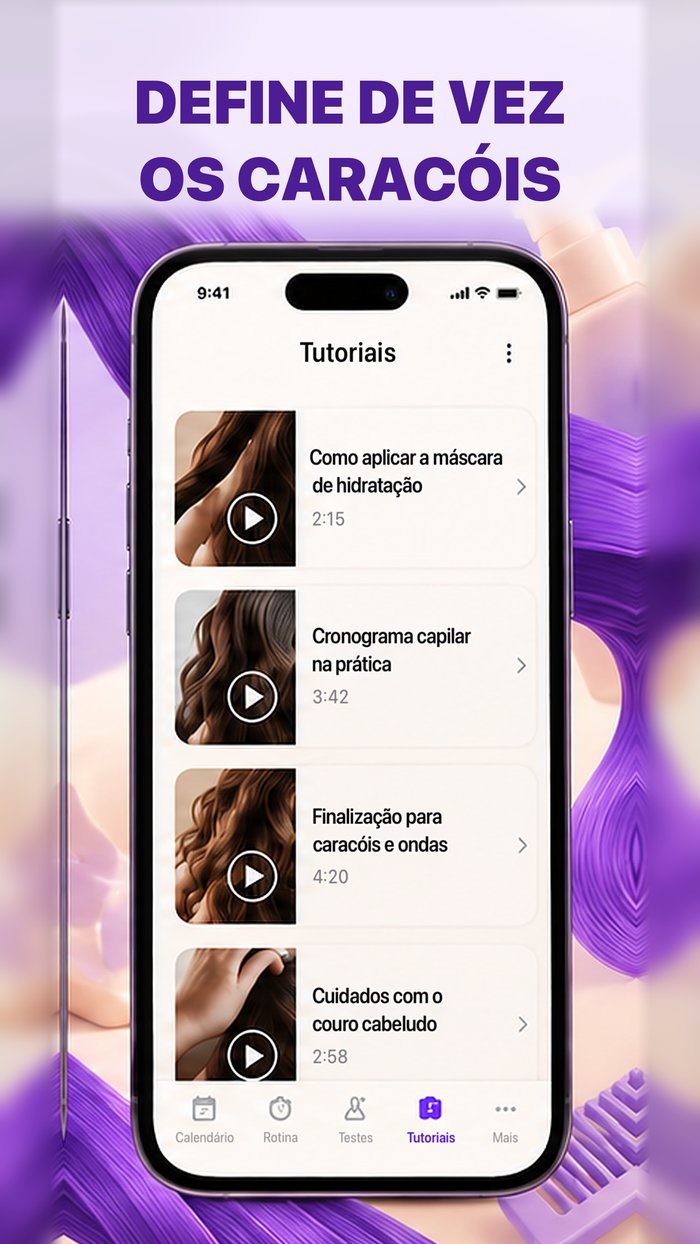 DEFINE DE VEZ
OS CARACÓIS
9:41
Tutoriais
Como aplicar a máscara
de hidratação
2:15
Cronograma capilar
na prática
3:42
Finalização para
caracóis e ondas
4:20
Cuidados com o
couro cabeludo
2:58
Calendário Rotina Testes Tutoriais Mais